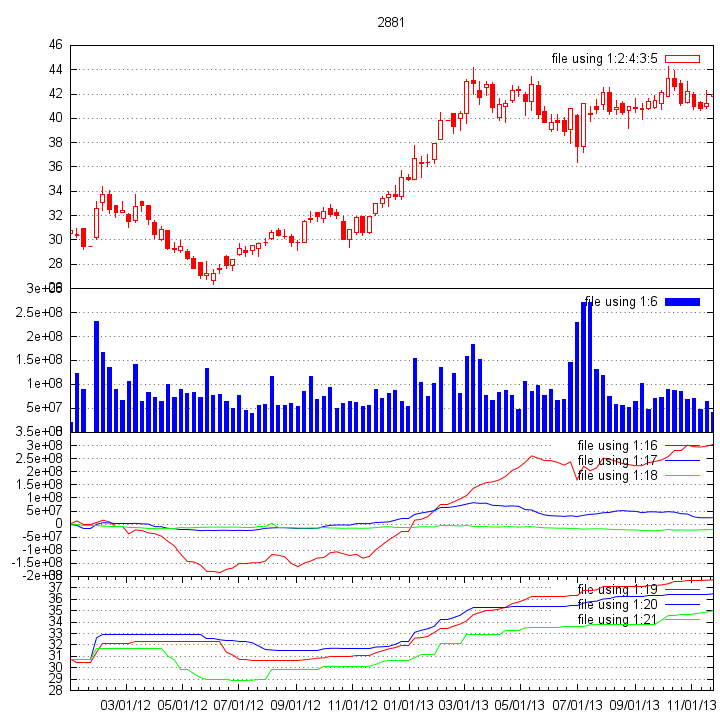 2881
46
file using 1:2:4:3:5
44
42
40
38
36
34
32
30
28
26
3e+08
file using 1:6
2.5e+08
2e+08
1.5e+08
1e+08
5e+07
0
3.5e+08
3e+08
file using 1:16
2.5e+08
file using 1:17
2e+08
file using 1:18
1.5e+08
1e+08
5e+07
0
-5e+07
-1e+08
-1.5e+08
-2e+08
38
37
file using 1:19
36
file using 1:20
35
file using 1:21
34
33
32
31
30
29
28
03/01/12 05/01/12 07/01/12 09/01/12 11/01/12 01/01/13 03/01/13 05/01/13 07/01/13 09/01/13 11/01/13